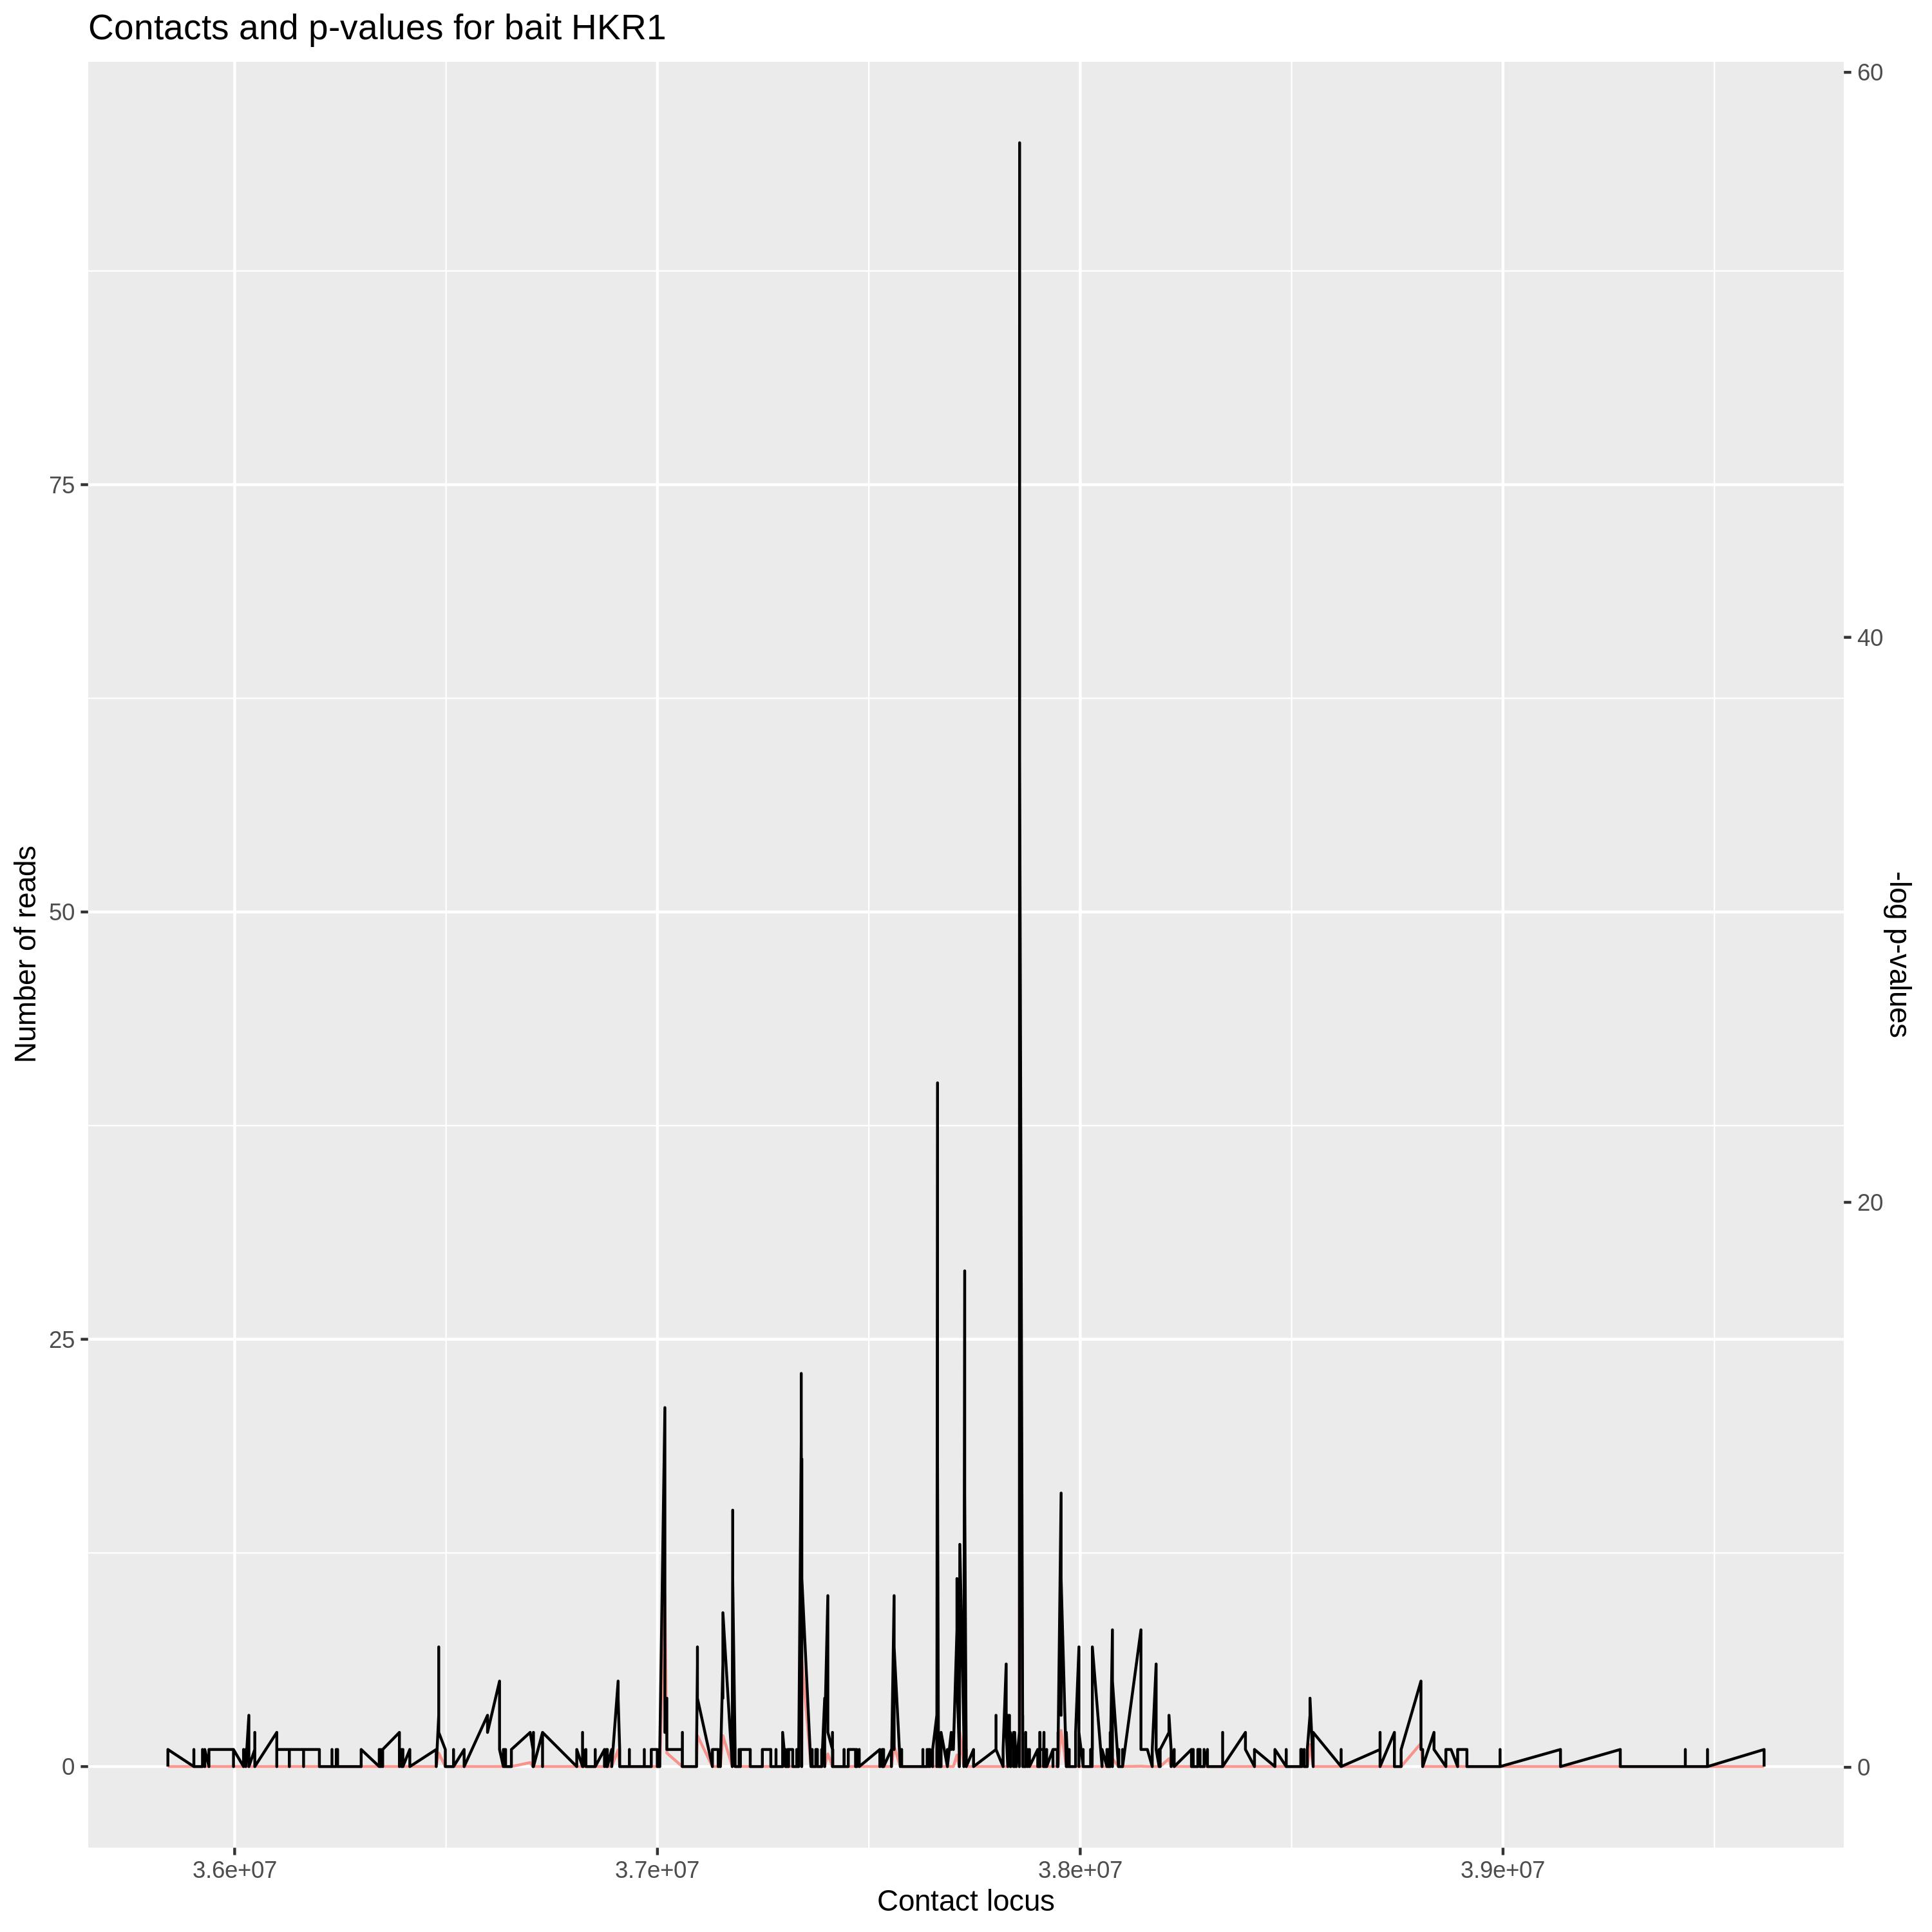 Contacts and p-values for bait HKR1
60
75
40
50
20
25
0
0
Number of reads
-log p-values
3.6e+07
3.7e+07
3.8e+07
3.9e+07
Contact locus